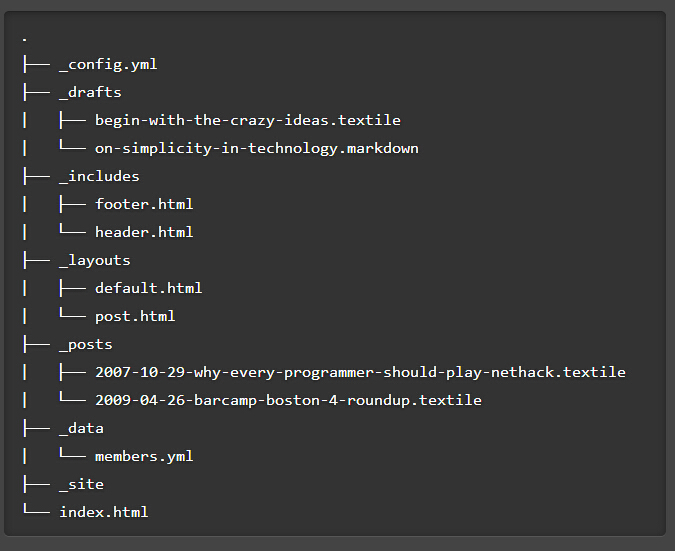 .
├── _config.yml
├── _drafts
|   ├── begin-with-the-crazy-ideas.textile
|   └── on-simplicity-in-technology.markdown
├── _includes
|   ├── footer.html
|   └── header.html
├── _layouts
|   ├── default.html
|   └── post.html
├── _posts
|   ├── 2007-10-29-why-every-programmer-should-play-nethack.textile
|   └── 2009-04-26-barcamp-boston-4-roundup.textile
├── _data
|   └── members.yml
├── _site
└── index.html